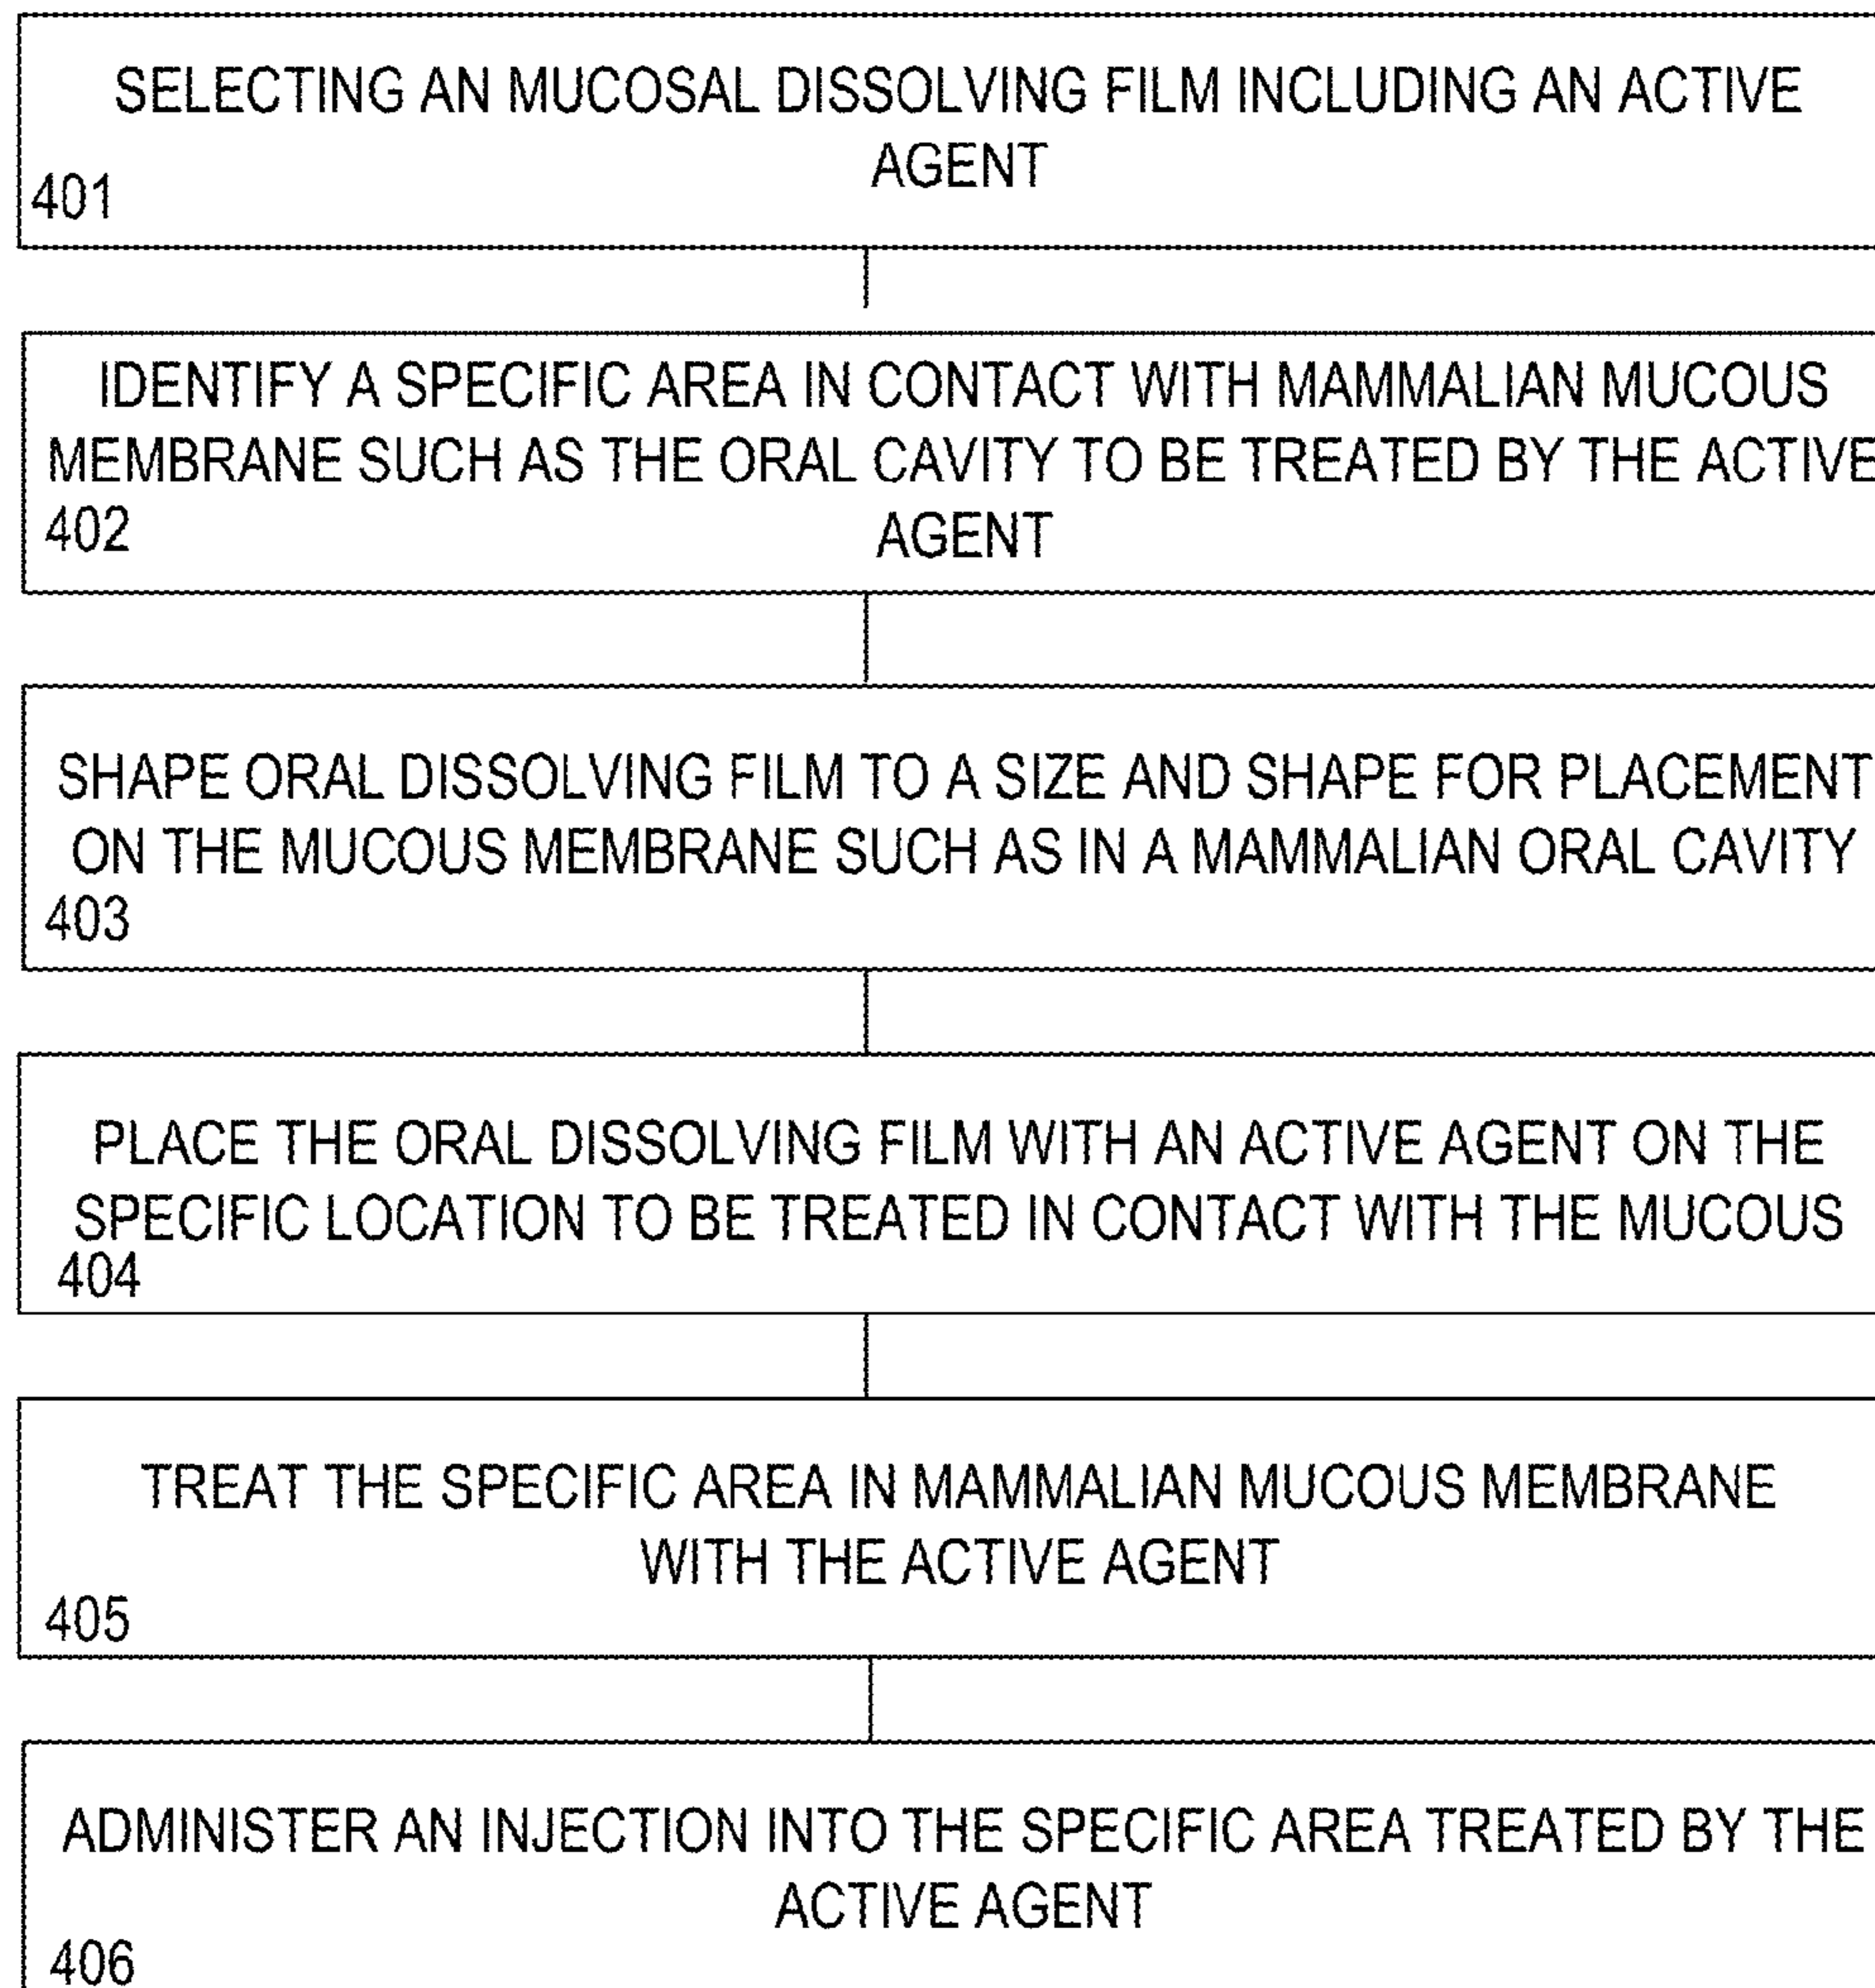 SELECTING AN MUCOSAL DISSOLVING FILM INCLUDING AN ACTIVE
AGENT
401
IDENTIFY A SPECIFIC AREA IN CONTACT WITH MAMMALIAN MUCOUS
MEMBRANE SUCH AS THE ORAL CAVITY TO BE TREATED BY THE ACTIVE
402
AGENT
SHAPE ORAL DISSOLVING FILM TO A SIZE AND SHAPE FOR PLACEMENT
ON THE MUCOUS MEMBRANE SUCH AS IN A MAMMALIAN ORAL CAVITY
403
PLACE THE ORAL DISSOLVING FILM WITH AN ACTIVE AGENT ON THE
SPECIFIC LOCATION TO BE TREATED IN CONTACT WITH THE MUCOUS
404
TREAT THE SPECIFIC AREA IN MAMMALIAN MUCOUS MEMBRANE
WITH THE ACTIVE AGENT
405
ADMINISTER AN INJECTION INTO THE SPECIFIC AREA TREATED BY THE
ACTIVE AGENT
406